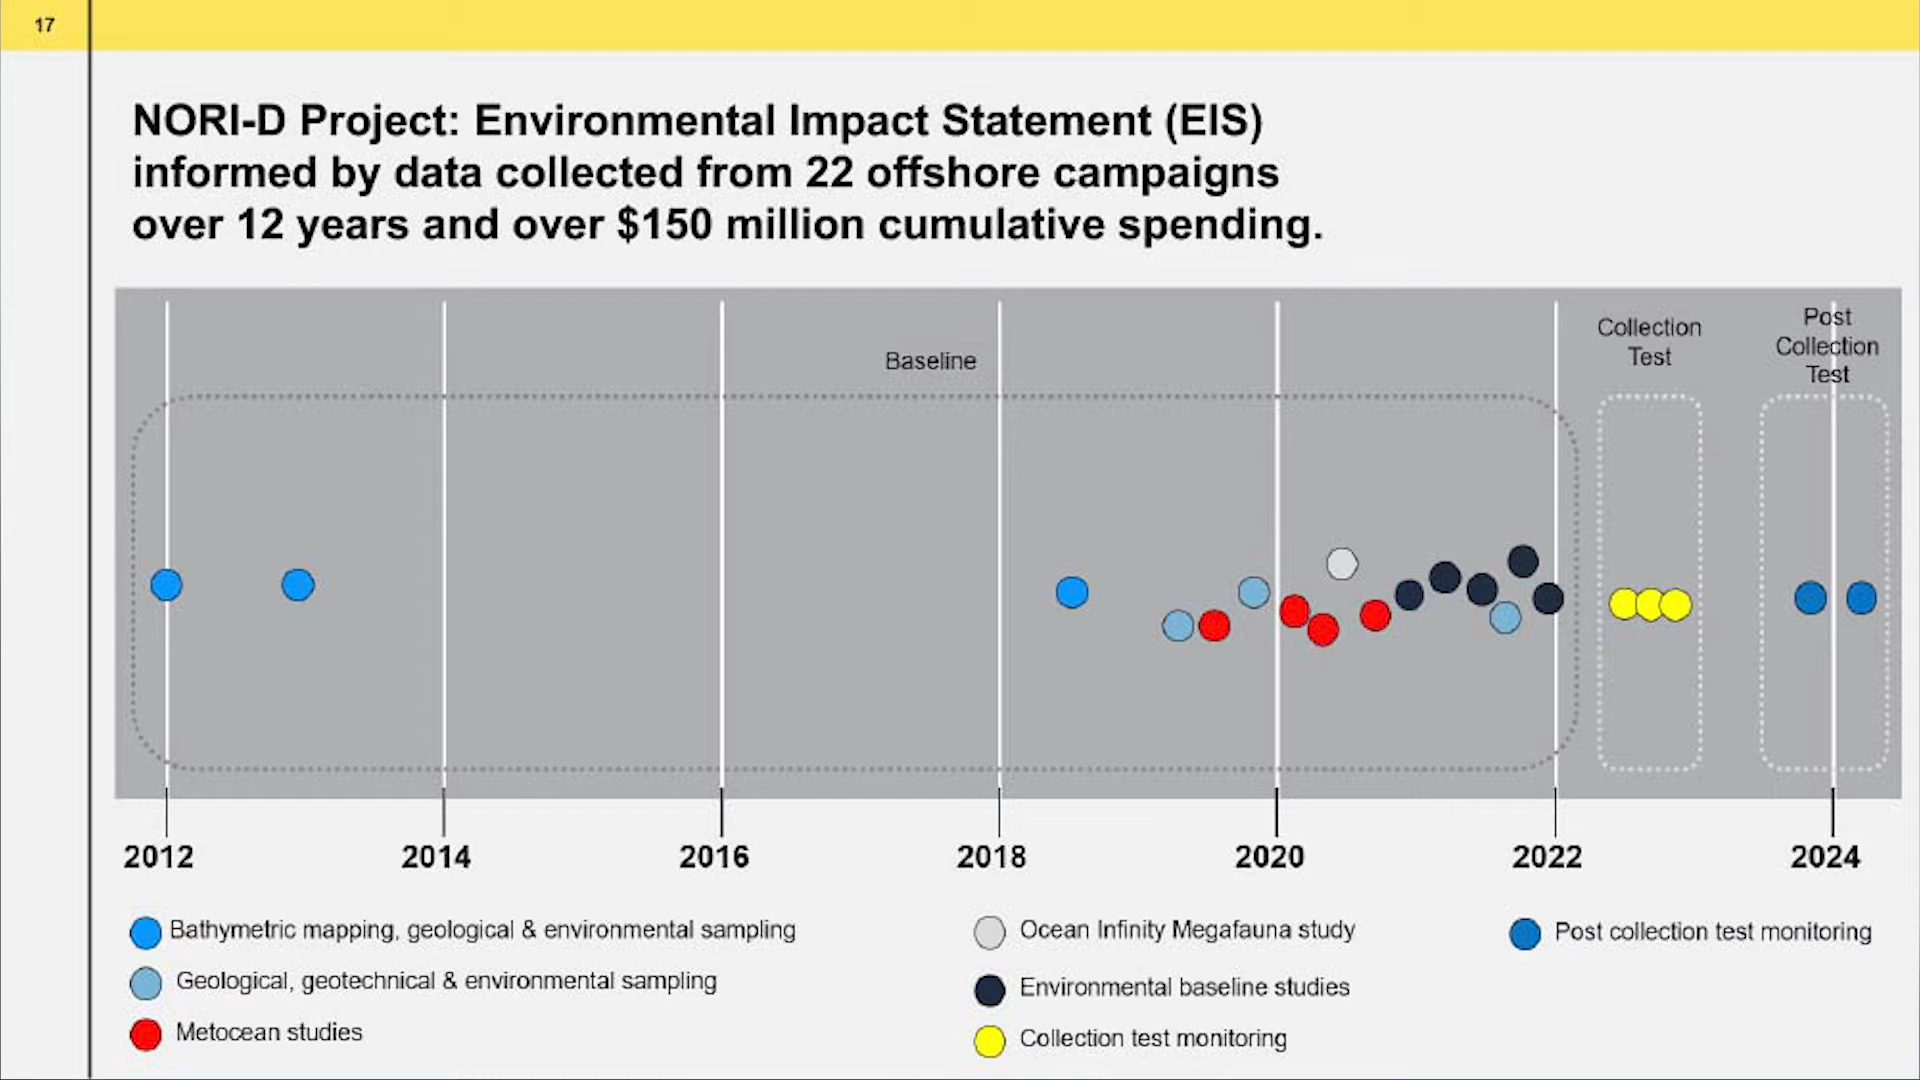 17
NORI-D Project: Environmental Impact Statement (EIS)
informed by data collected from 22 offshore campaigns
over 12 years and over $150 million cumulative spending.
Baseline
Collection
Test
Post
Collection
Test
2012
2014
2016
2018
2020
2022
2024
Bathymetric mapping, geological & environmental sampling
Geological, geotechnical & environmental sampling
Metocean studies
Ocean Infinity Megafauna study
Environmental baseline studies
Collection test monitoring
Post collection test monitoring